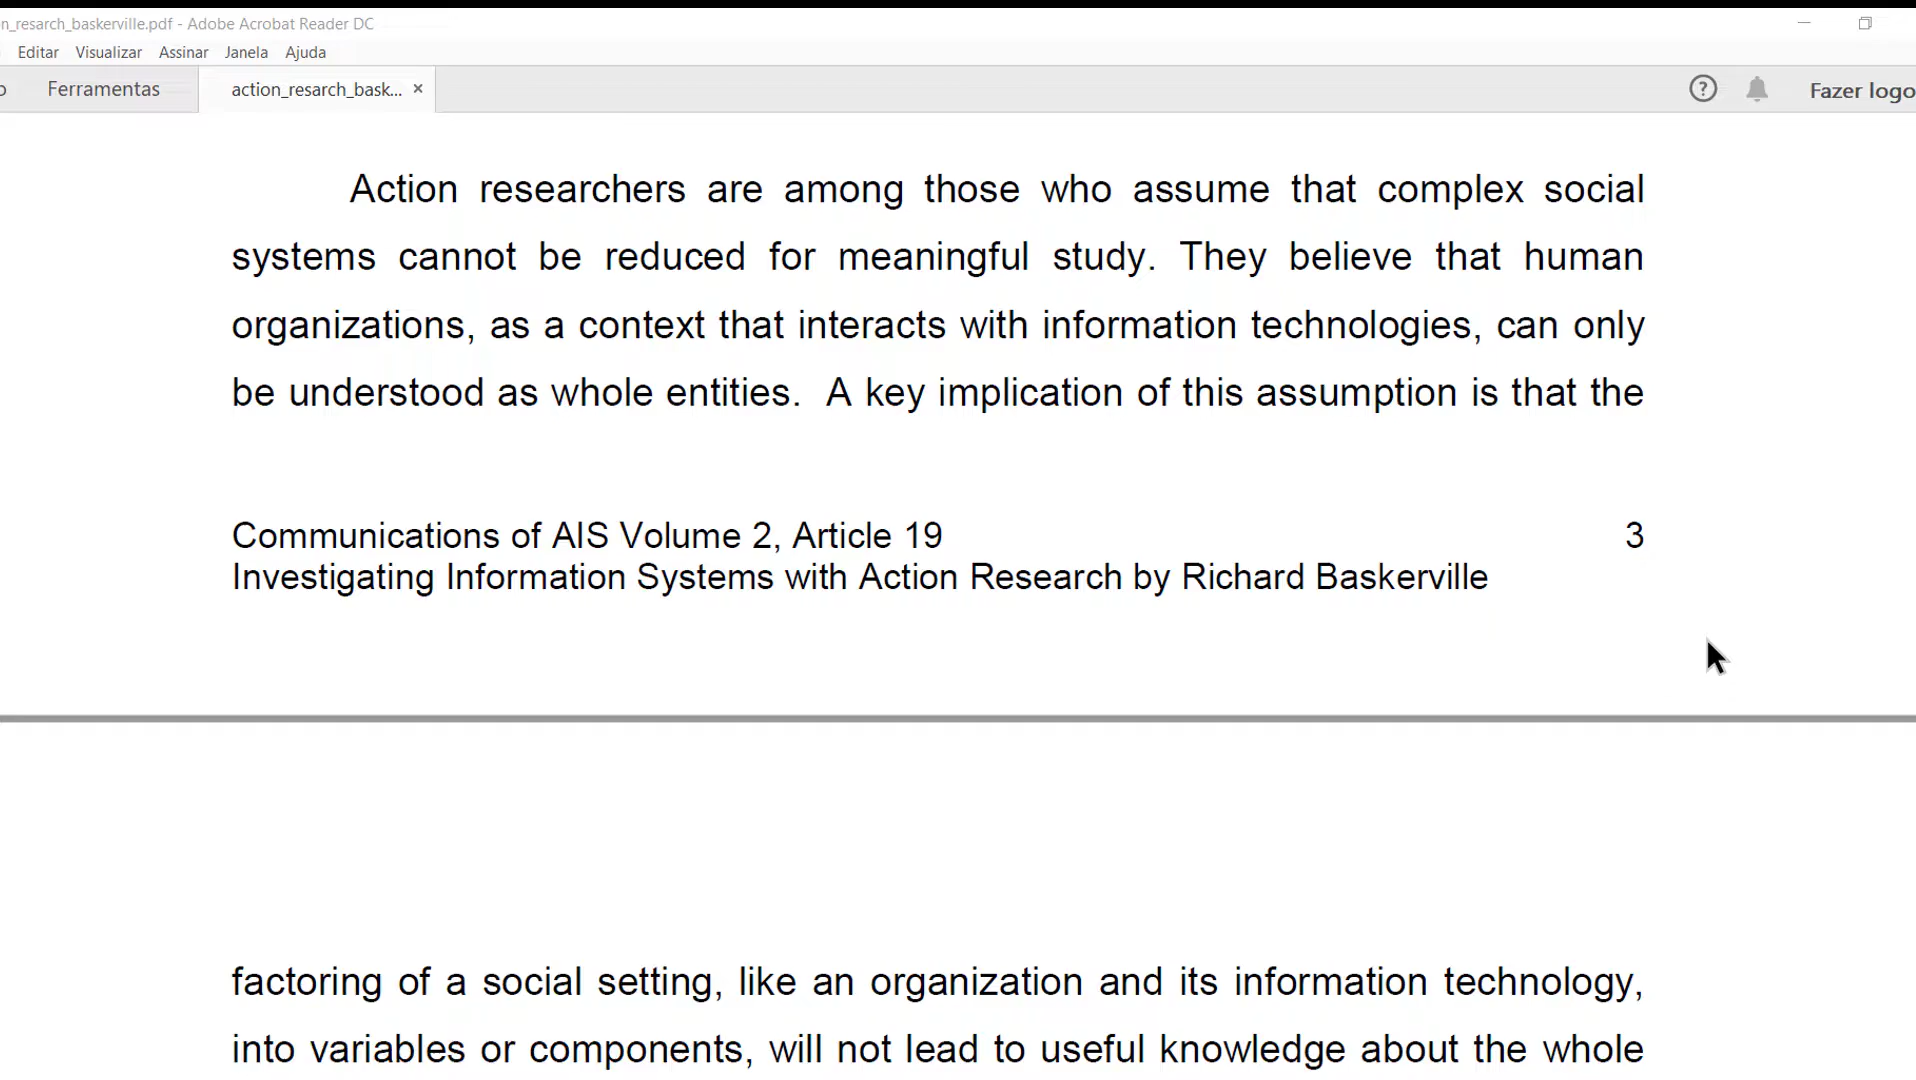 n_resarch_baskerville.pdf - Adobe Acrobat Reader DC
Editar Visualizar Assinar Janela Ajuda
Ferramentas action_resarch_bask... × ? Fazer logo
Action researchers are among those who assume that complex social
systems cannot be reduced for meaningful study. They believe that human
organizations, as a context that interacts with information technologies, can only
be understood as whole entities. A key implication of this assumption is that the
Communications of AIS Volume 2, Article 19 3
Investigating Information Systems with Action Research by Richard Baskerville
factoring of a social setting, like an organization and its information technology,
into variables or components, will not lead to useful knowledge about the whole